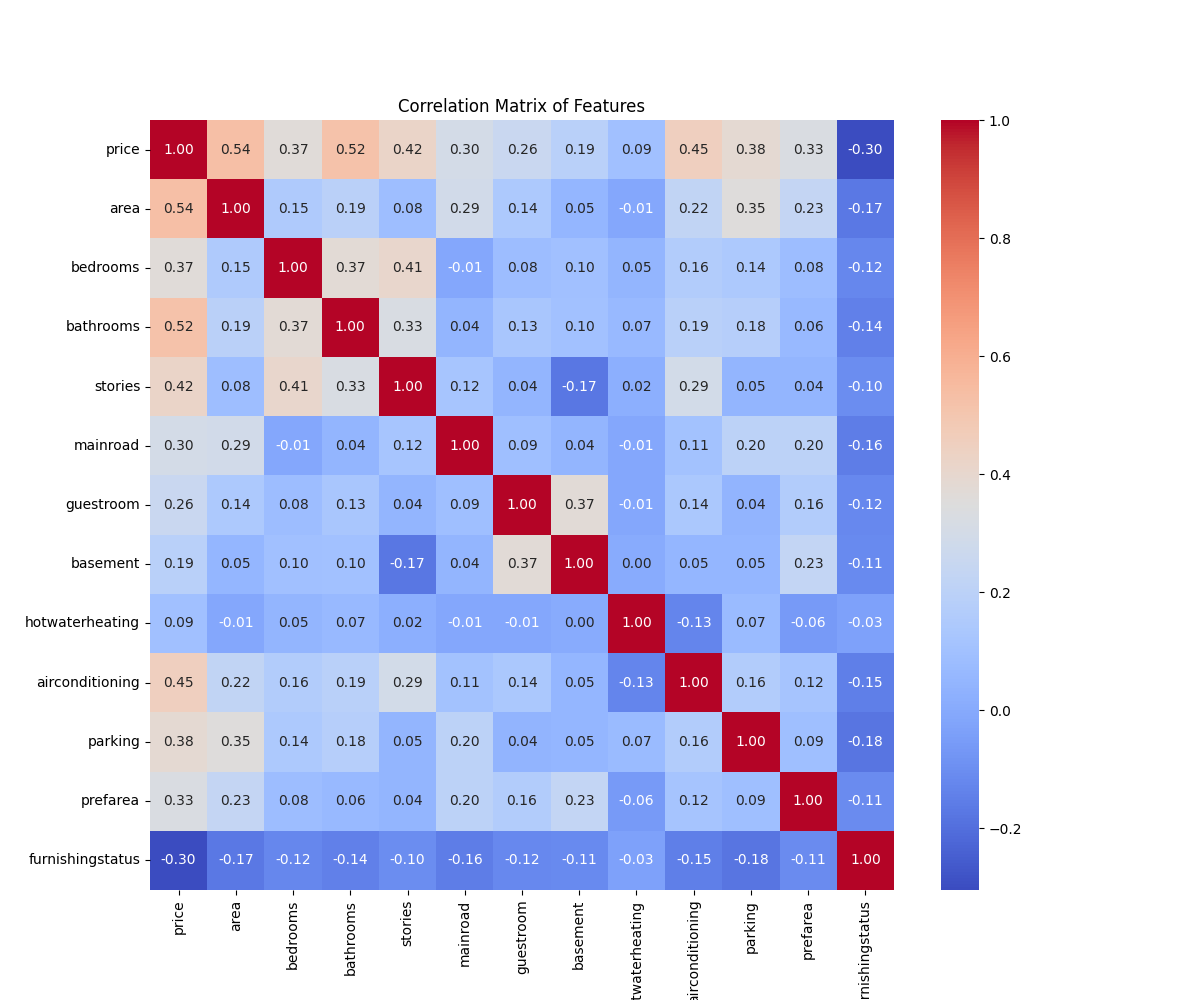 Correlation Matrix of Features
price 1.00 0.54 0.37 0.52 0.42 0.30 0.26 0.19 0.09 0.45 0.38 0.33 -0.30
area 0.54 1.00 0.15 0.19 0.08 0.29 0.14 0.05 -0.01 0.22 0.35 0.23 -0.17
bedrooms 0.37 0.15 1.00 0.37 0.41 -0.01 0.08 0.10 0.05 0.16 0.14 0.08 -0.12
bathrooms 0.52 0.19 0.37 1.00 0.33 0.04 0.13 0.10 0.07 0.19 0.18 0.06 -0.14
stories 0.42 0.08 0.41 0.33 1.00 0.12 0.04 -0.17 0.02 0.29 0.05 0.04 -0.10
mainroad 0.30 0.29 -0.01 0.04 0.12 1.00 0.09 0.04 -0.01 0.11 0.20 0.20 -0.16
guestroom 0.26 0.14 0.08 0.13 0.04 0.09 1.00 0.37 -0.01 0.14 0.04 0.16 -0.12
basement 0.19 0.05 0.10 0.10 -0.17 0.04 0.37 1.00 0.00 0.05 0.05 0.23 -0.11
hotwaterheating 0.09 -0.01 0.05 0.07 0.02 -0.01 -0.01 0.00 1.00 -0.13 0.07 -0.06 -0.03
airconditioning 0.45 0.22 0.16 0.19 0.29 0.11 0.14 0.05 -0.13 1.00 0.16 0.12 -0.15
parking 0.38 0.35 0.14 0.18 0.05 0.20 0.04 0.05 0.07 0.16 1.00 0.09 -0.18
prefarea 0.33 0.23 0.08 0.06 0.04 0.20 0.16 0.23 -0.06 0.12 0.09 1.00 -0.11
furnishingstatus -0.30 -0.17 -0.12 -0.14 -0.10 -0.16 -0.12 -0.11 -0.03 -0.15 -0.18 -0.11 1.00
price
area
bedrooms
bathrooms
stories
mainroad
guestroom
basement
twaterheating
airconditioning
parking
prefarea
rnishingstatus
1.0
0.8
0.6
0.4
0.2
0.0
−0.2